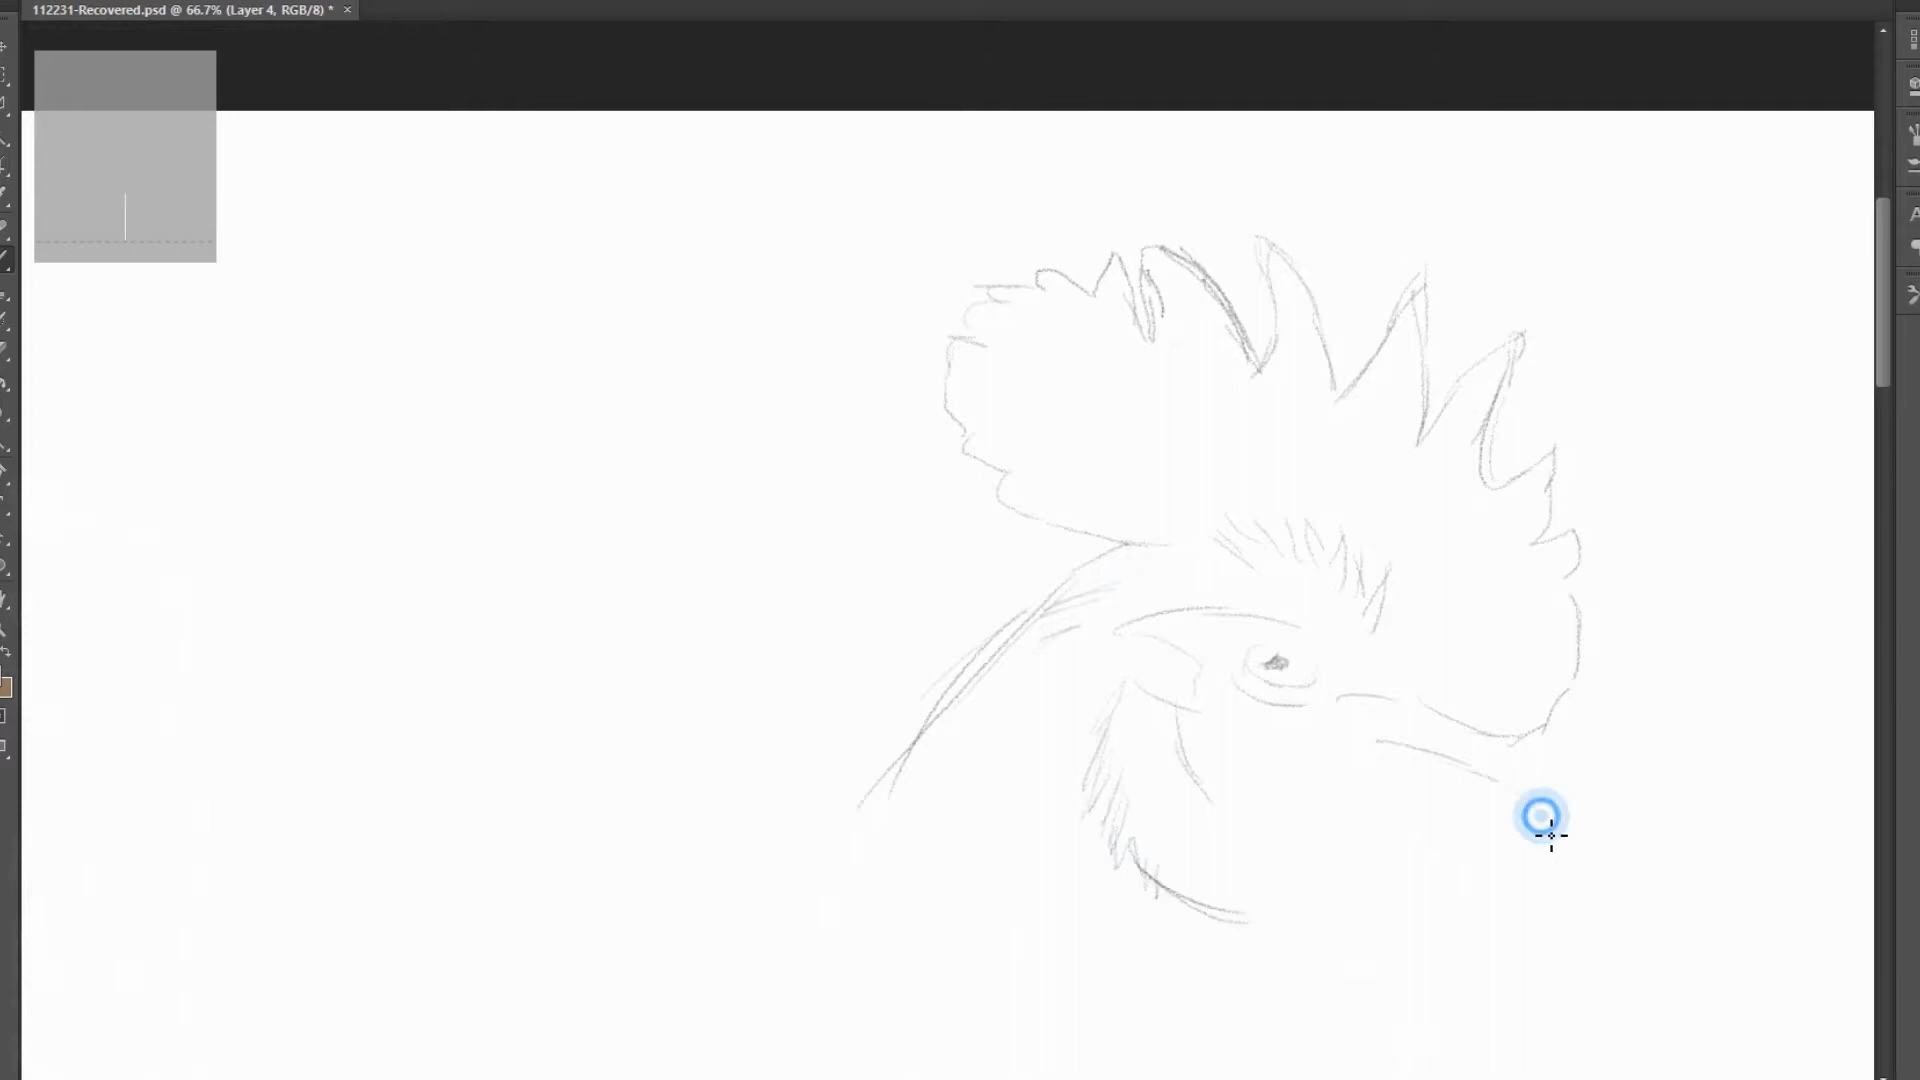 112231-Recovered.psd @ 66.7% (Layer 4, RGB/8) *